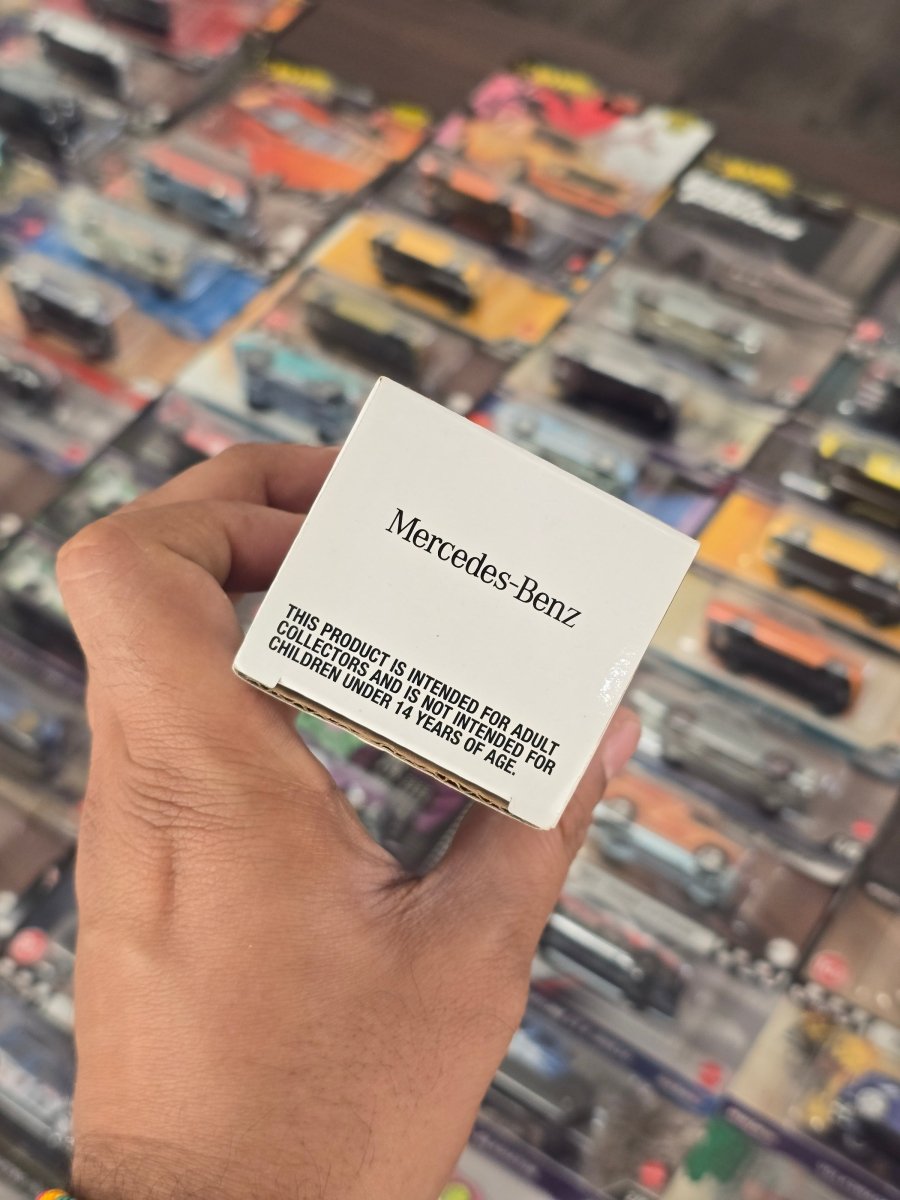 Mercedes-Benz
THIS PRODUCT IS INTENDED FOR ADULT
COLLECTORS AND IS NOT INTENDED FOR
CHILDREN UNDER 14 YEARS OF AGE.